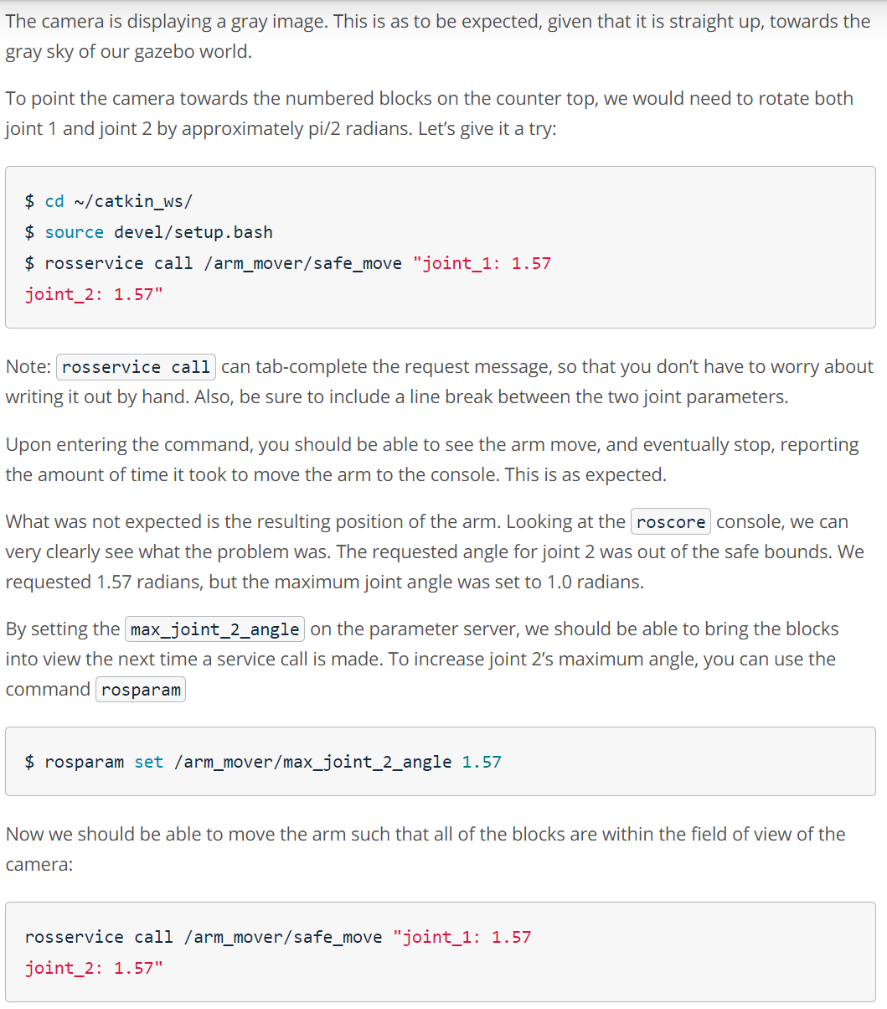 The camera is displaying a gray image. This is as to be expected, given that it is straight up, towards the
gray sky of our gazebo world.
To point the camera towards the numbered blocks on the counter top, we would need to rotate both
joint 1 and joint 2 by approximately pi/2 radians. Let’s give it a try:
$ cd ~/catkin_ws/
$ source devel/setup.bash
$ rosservice call /arm_mover/safe_move "joint_1: 1.57
joint_2: 1.57"
Note: rosservice call can tab-complete the request message, so that you don’t have to worry about
writing it out by hand. Also, be sure to include a line break between the two joint parameters.
Upon entering the command, you should be able to see the arm move, and eventually stop, reporting
the amount of time it took to move the arm to the console. This is as expected.
What was not expected is the resulting position of the arm. Looking at the roscore console, we can
very clearly see what the problem was. The requested angle for joint 2 was out of the safe bounds. We
requested 1.57 radians, but the maximum joint angle was set to 1.0 radians.
By setting the max_joint_2_angle on the parameter server, we should be able to bring the blocks
into view the next time a service call is made. To increase joint 2’s maximum angle, you can use the
command rosparam
$ rosparam set /arm_mover/max_joint_2_angle 1.57
Now we should be able to move the arm such that all of the blocks are within the field of view of the
camera:
rosservice call /arm_mover/safe_move "joint_1: 1.57
joint_2: 1.57"